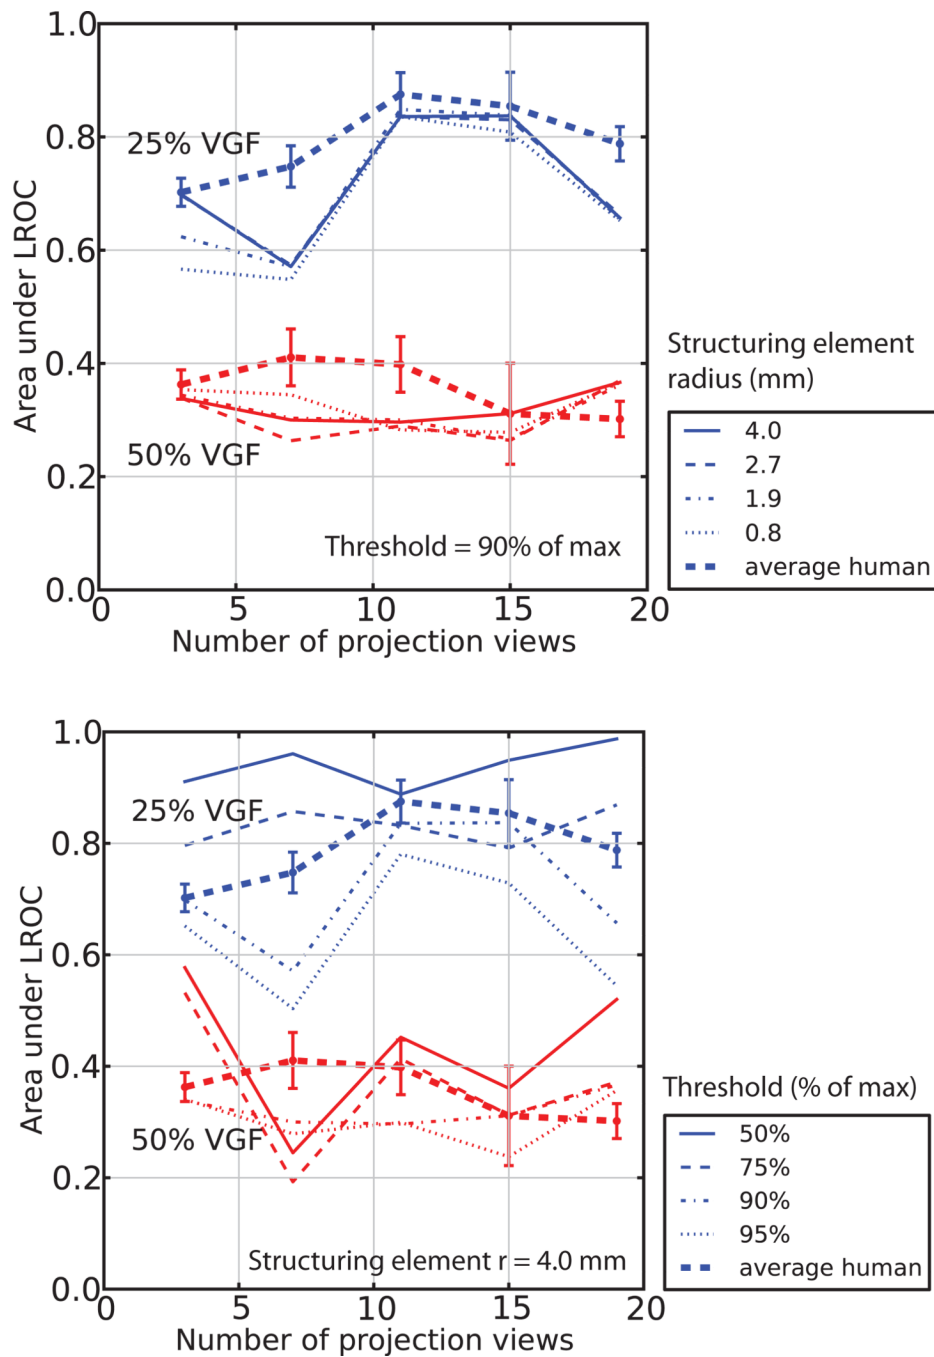 1.0
0.8
0.6
0.4
0.2
0.0
Area under LROC
25% VGF
50% VGF
Threshold = 90% of max
0
5
10
15
20
Number of projection views
Structuring element
radius (mm)
4.0
2.7
1.9
0.8
average human
1.0
0.8
0.6
0.4
0.2
0.0
Area under LROC
25% VGF
50% VGF
Structuring element r = 4.0 mm
0
5
10
15
20
Number of projection views
Threshold (% of max)
50%
75%
90%
95%
average human